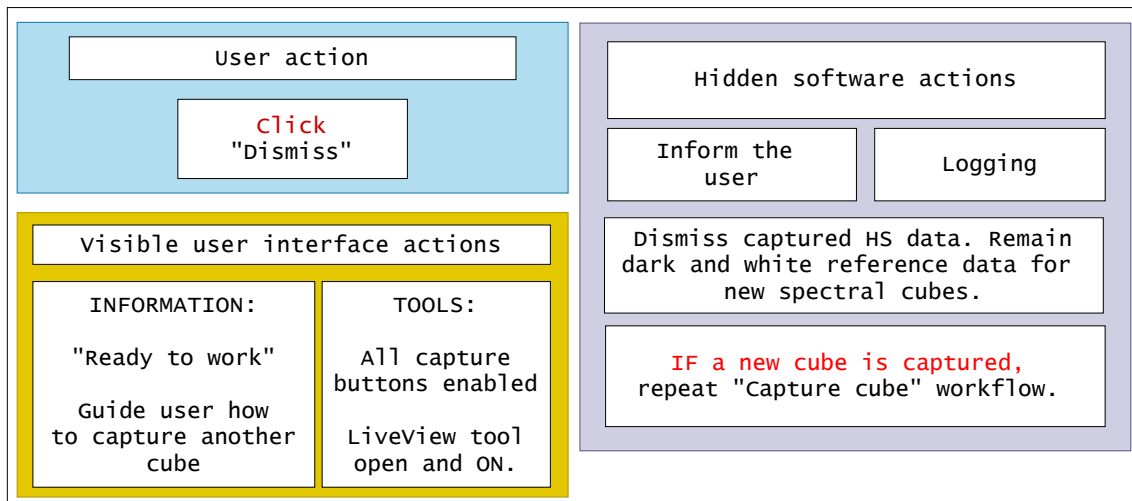 User action
Click
"Dismiss"
Visible user interface actions
INFORMATION:
"Ready to work"
Guide user how
to capture another
cube
TOOLS:
All capture
buttons enabled
LiveView tool
open and ON.
Hidden software actions
Inform the
user
Logging
Dismiss captured HS data. Remain
dark and white reference data for
new spectral cubes.
IF a new cube is captured,
repeat "Capture cube" workflow.